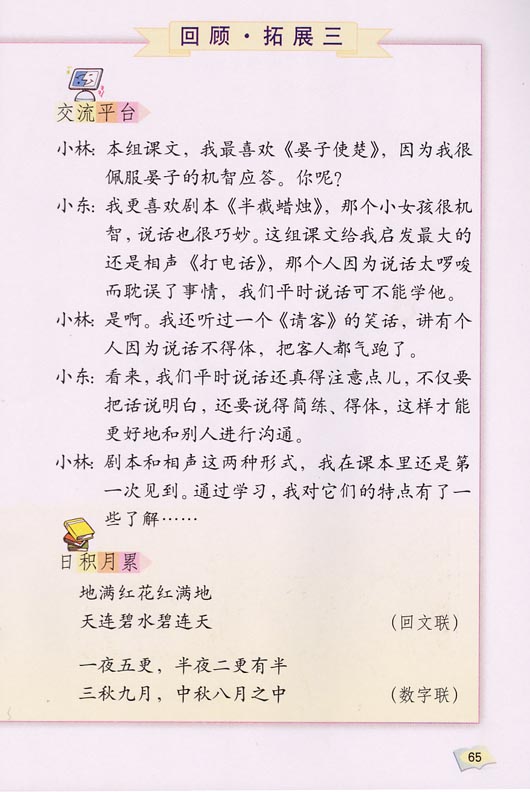 回顾·拓展三
交流平台
小林：本组课文，我最喜欢《晏子使楚》，因为我很
佩服晏子的机智应答。你呢？
小东：我更喜欢剧本《半截蜡烛》，那个小女孩很机
智，说话也很巧妙。这组课文给我启发最大的
还是相声《打电话》，那个人因为说话太啰唆
而耽误了事情，我们平时说话可不能学他。
小林：是啊。我还听过一个《请客》的笑话，讲有个
人因为说话不得体，把客人都气跑了。
小东：看来，我们平时说话还真得注意点儿，不仅要
把话说明白，还要说得简练、得体，这样才能
更好地和别人进行沟通。
小林：剧本和相声这两种形式，我在课本里还是第
一次见到。通过学习，我对它们的特点有了一
些了解……
日积月累
地满红花红满地
天连碧水碧连天（回文联）
一夜五更，半夜二更有半
三秋九月，中秋八月之中（数字联）
65